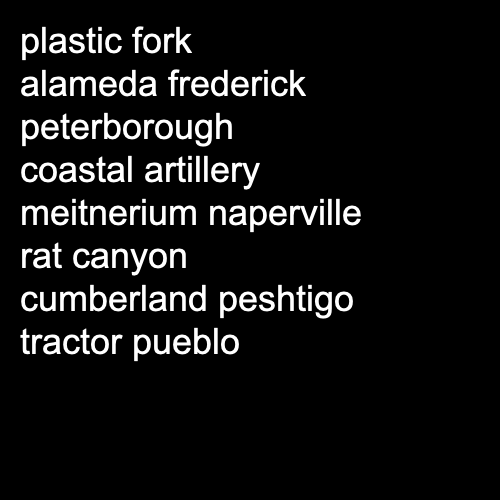 plastic fork
alameda frederick
peterborough
coastal artillery
meitnerium naperville
rat canyon
cumberland peshtigo
tractor pueblo